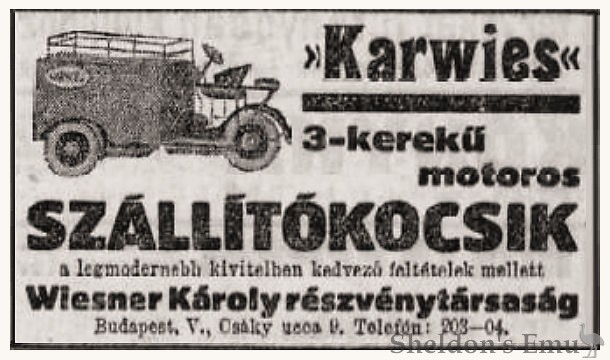 »Karwies«
3-kerekű
motoros
SZÁLLÍTÓKOCSIK
a legmodernebb kivitelben kedvező feltételek mellett
Wiesner Károly részvénytársaság
Budapest, V., Csáky ucca 9. Telefón: 203—04.
Sheldon's Emu